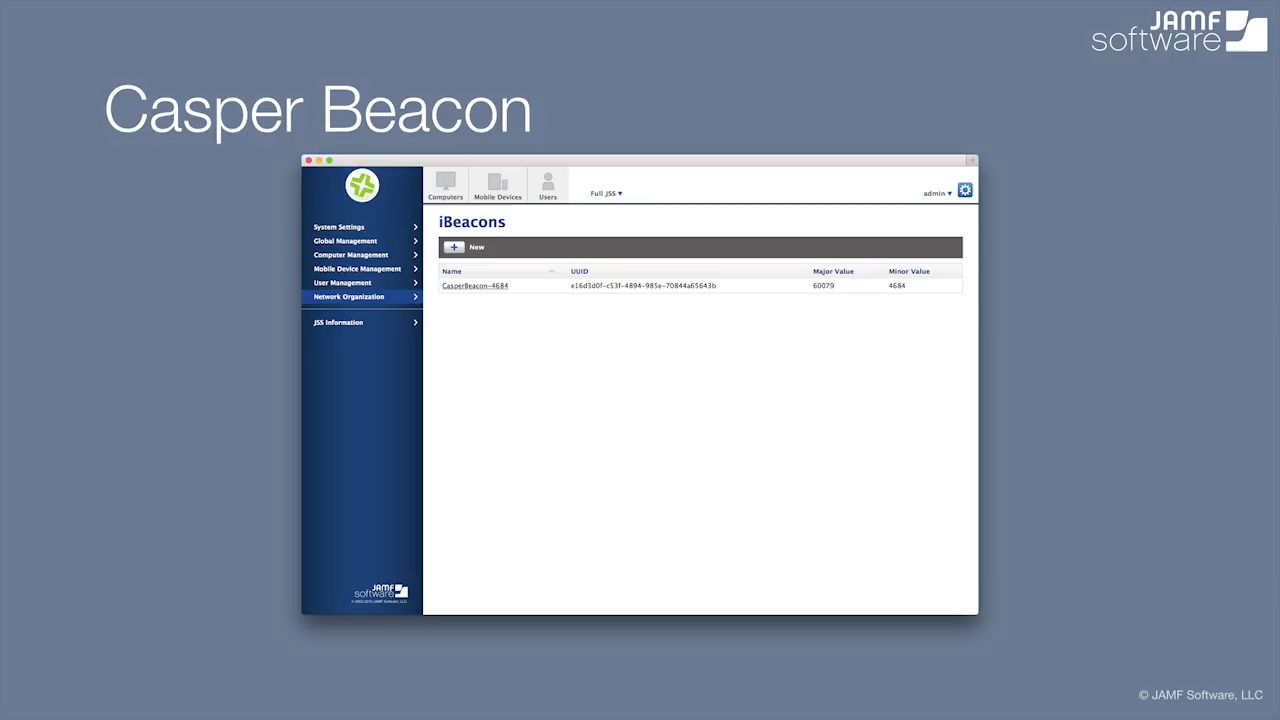 JAMF
software
Casper Beacon
Computers
Mobile Devices
Users
Full JSS
admin
System Settings
Global Management
Computer Management
Mobile Device Management
User Management
Network Organization
JSS Information
iBeacons
New
Name UUID Major Value Minor Value
CasperBeacon-4684 e16d3d0f-c53f-4894-985e-70844a65643b 60079 4684
JAMF
software
© JAMF Software, LLC